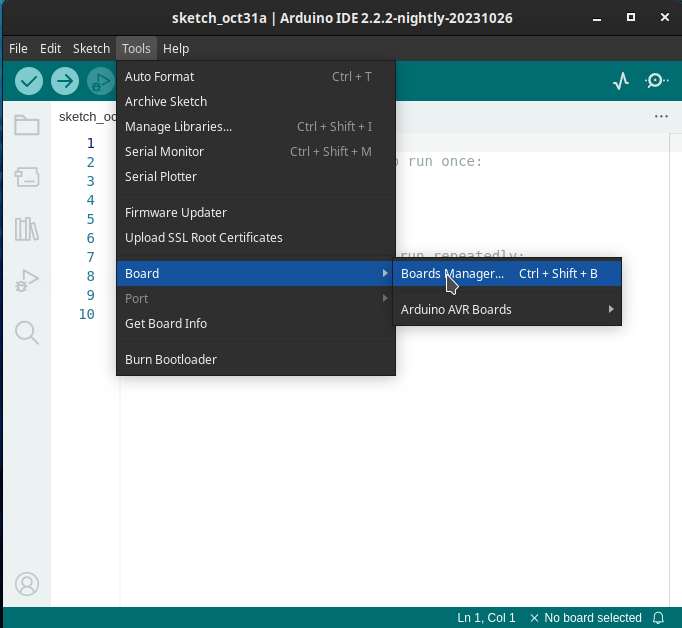 sketch_oct31a | Arduino IDE 2.2.2-nightly-20231026
File Edit Sketch Tools Help
sketch_oc
Auto Format Ctrl + T
Archive Sketch
Manage Libraries... Ctrl + Shift + I
Serial Monitor Ctrl + Shift + M
Serial Plotter
Firmware Updater
Upload SSL Root Certificates
Board
Port
Get Board Info
Burn Bootloader
Boards Manager... Ctrl + Shift + B
Arduino AVR Boards
1
2 run once:
3
4
5
6
7 run repeatedly:
8
9
10
Ln 1, Col 1 × No board selected